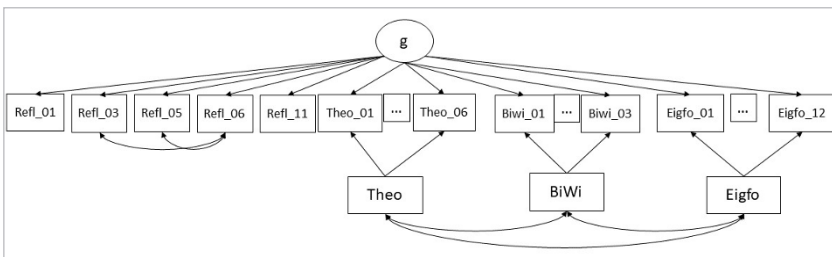 g
Refl_01 Refl_03 Refl_05 Refl_06 Refl_11 Theo_01 ... Theo_06 Biwi_01 ... Biwi_03 Eigfo_01 ... Eigfo_12
Theo BiWi Eigfo